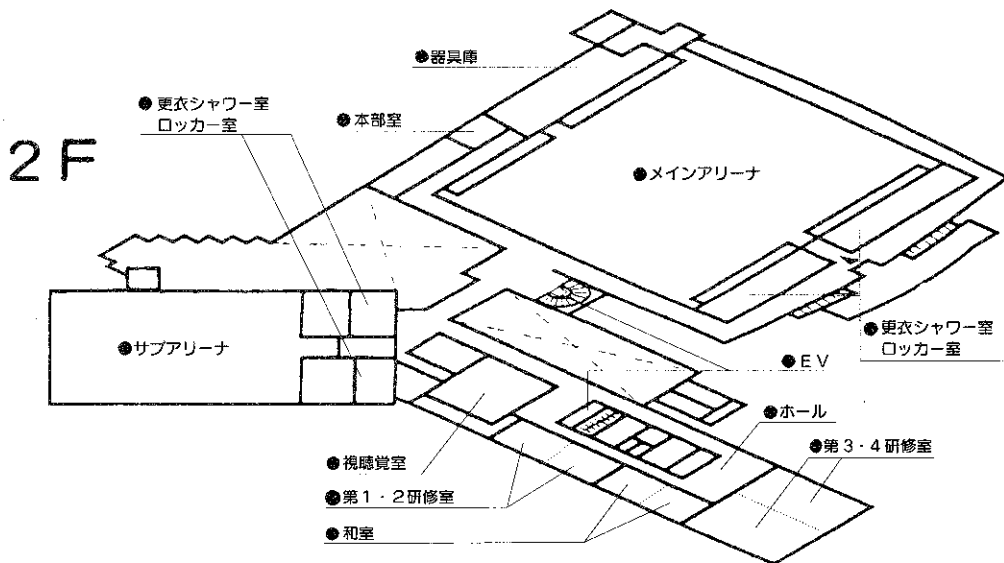 ●器具庫
●更衣シャワー室
ロッカー室
●本部室
2F
●メインアリーナ
●サブアリーナ
●更衣シャワー室
ロッカー室
●EV
●ホール
●第3・4研修室
●視聴覚室
●第1・2研修室
●和室